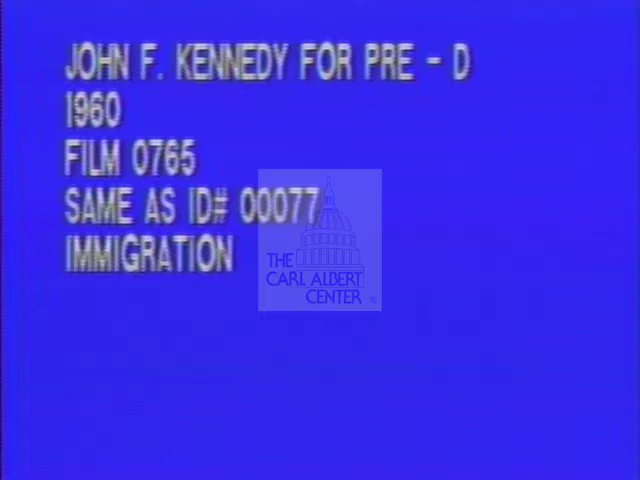 JOHN F. KENNEDY FOR PRE - D
1960
FILM 0765
SAME AS ID# 00077
IMMIGRATION
THE
CARL ALBERT
CENTER